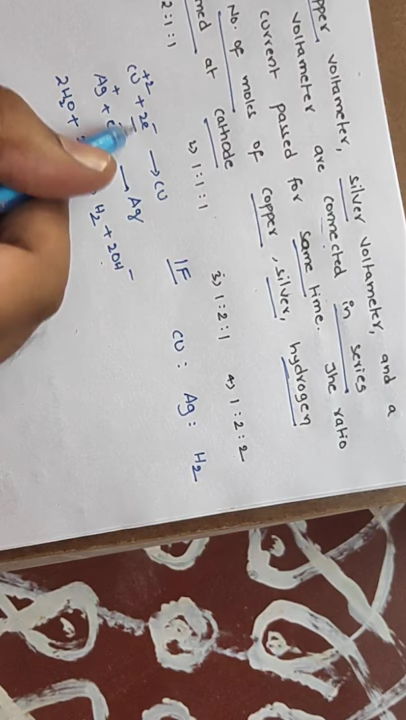 pper voltameter, silver voltameter, and a
voltameter are connected in series
current passed for same time. The ratio
No. of moles of copper, silver, hydrogen
med at cathode
2:1:1 2) 1:1:1 3) 1:2:1 4) 1:2:2
Cu+2 + 2e- → Cu 1F Cu : Ag : H2
Ag+ + → Ag
2H2O + H2 + 2OH-